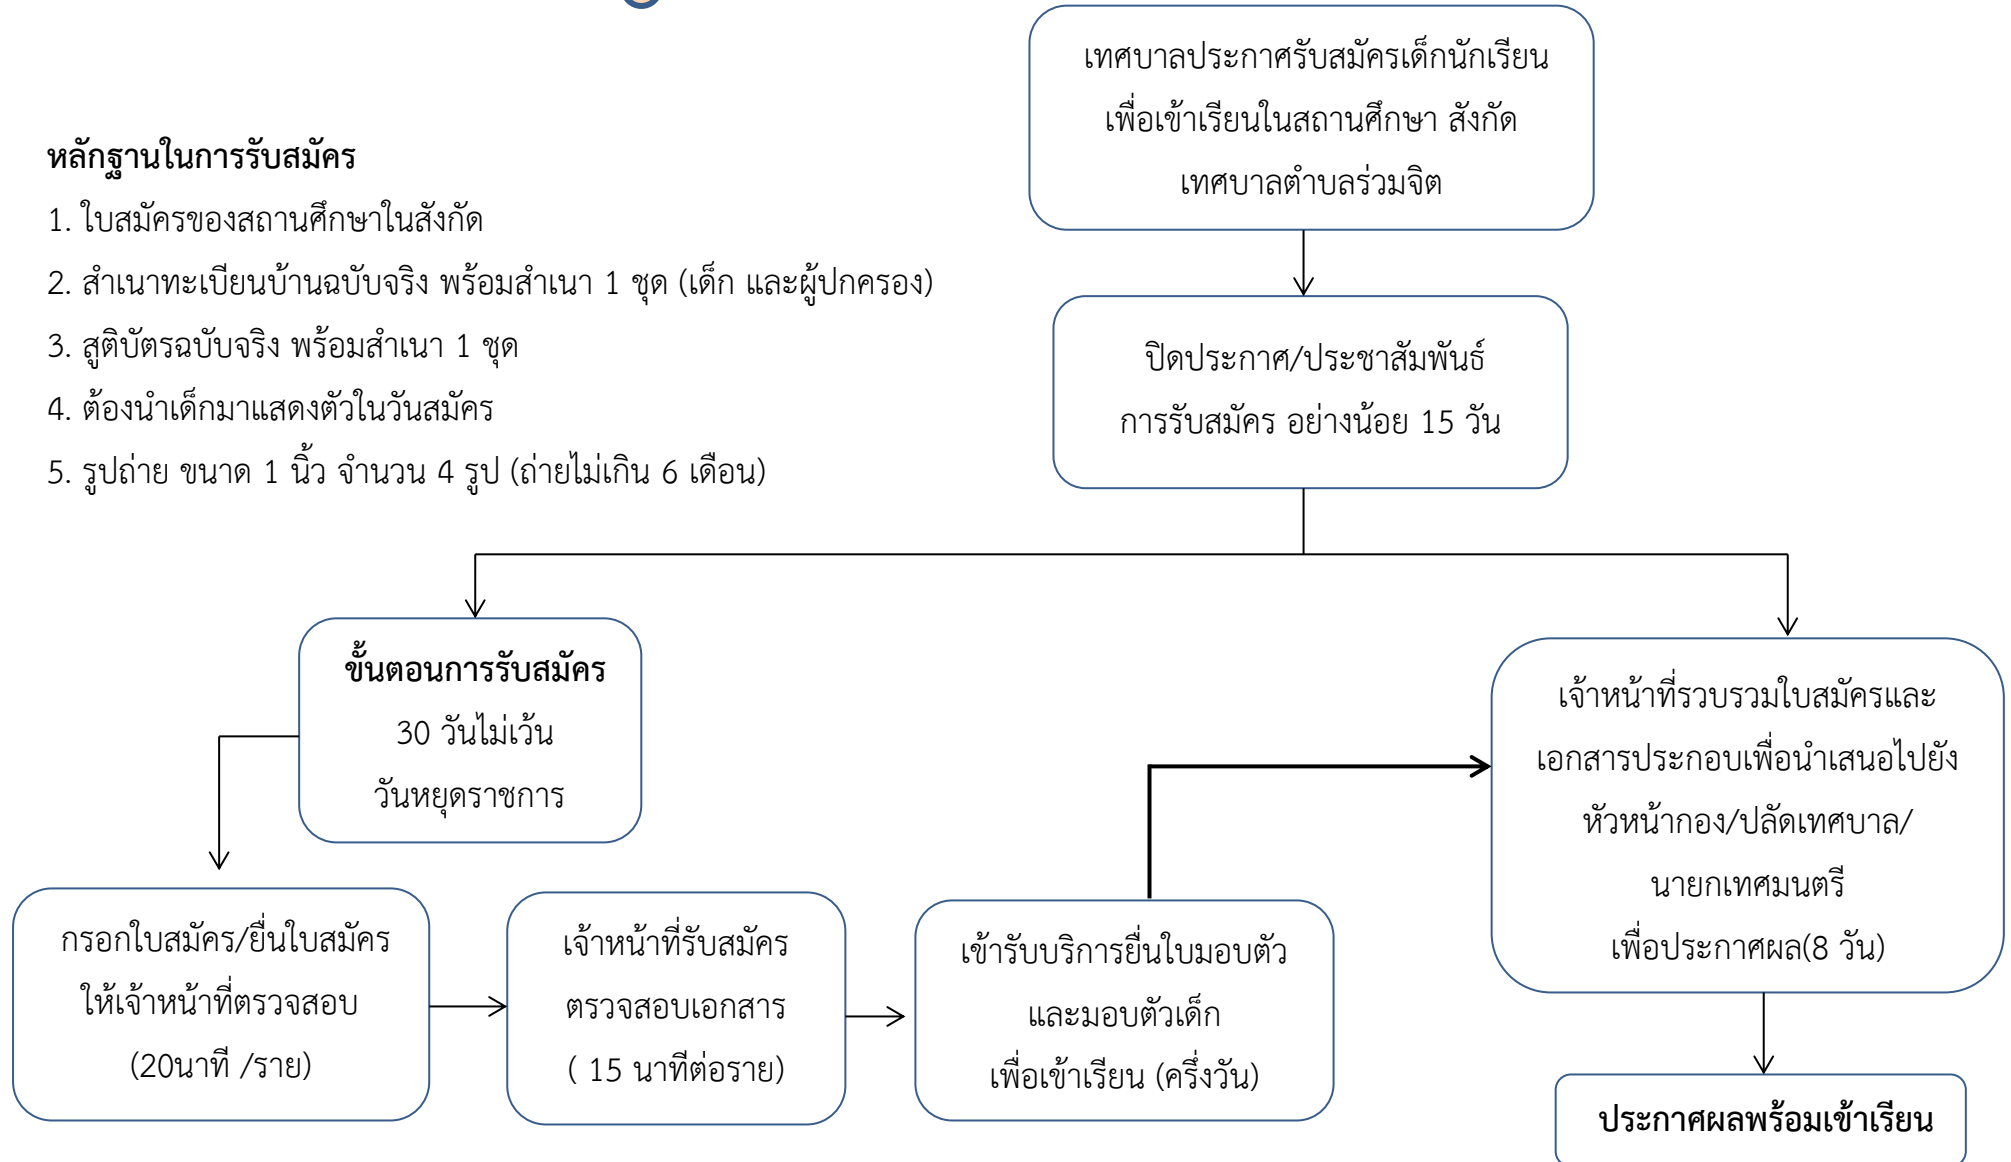 เทศบาลประกาศรับสมัครเด็กนักเรียน
เพื่อเข้าเรียนในสถานศึกษา สังกัด
เทศบาลตำบลร่วมจิต
หลักฐานในการรับสมัคร
1. ใบสมัครของสถานศึกษาในสังกัด
2. สำเนาทะเบียนบ้านฉบับจริง พร้อมสำเนา 1 ชุด (เด็ก และผู้ปกครอง)
3. สูติบัตรฉบับจริง พร้อมสำเนา 1 ชุด
4. ต้องนำเด็กมาแสดงตัวในวันสมัคร
5. รูปถ่าย ขนาด 1 นิ้ว จำนวน 4 รูป (ถ่ายไม่เกิน 6 เดือน)
ปิดประกาศ/ประชาสัมพันธ์
การรับสมัคร อย่างน้อย 15 วัน
ขั้นตอนการรับสมัคร
30 วันไม่เว้น
วันหยุดราชการ
กรอกใบสมัคร/ยื่นใบสมัคร
ให้เจ้าหน้าที่ตรวจสอบ
(20นาที /ราย)
เจ้าหน้าที่รับสมัคร
ตรวจสอบเอกสาร
( 15 นาทีต่อราย)
เข้ารับบริการยื่นใบมอบตัว
และมอบตัวเด็ก
เพื่อเข้าเรียน (ครึ่งวัน)
เจ้าหน้าที่รวบรวมใบสมัครและ
เอกสารประกอบเพื่อนำเสนอไปยัง
หัวหน้ากอง/ปลัดเทศบาล/
นายกเทศมนตรี
เพื่อประกาศผล(8 วัน)
ประกาศผลพร้อมเข้าเรียน